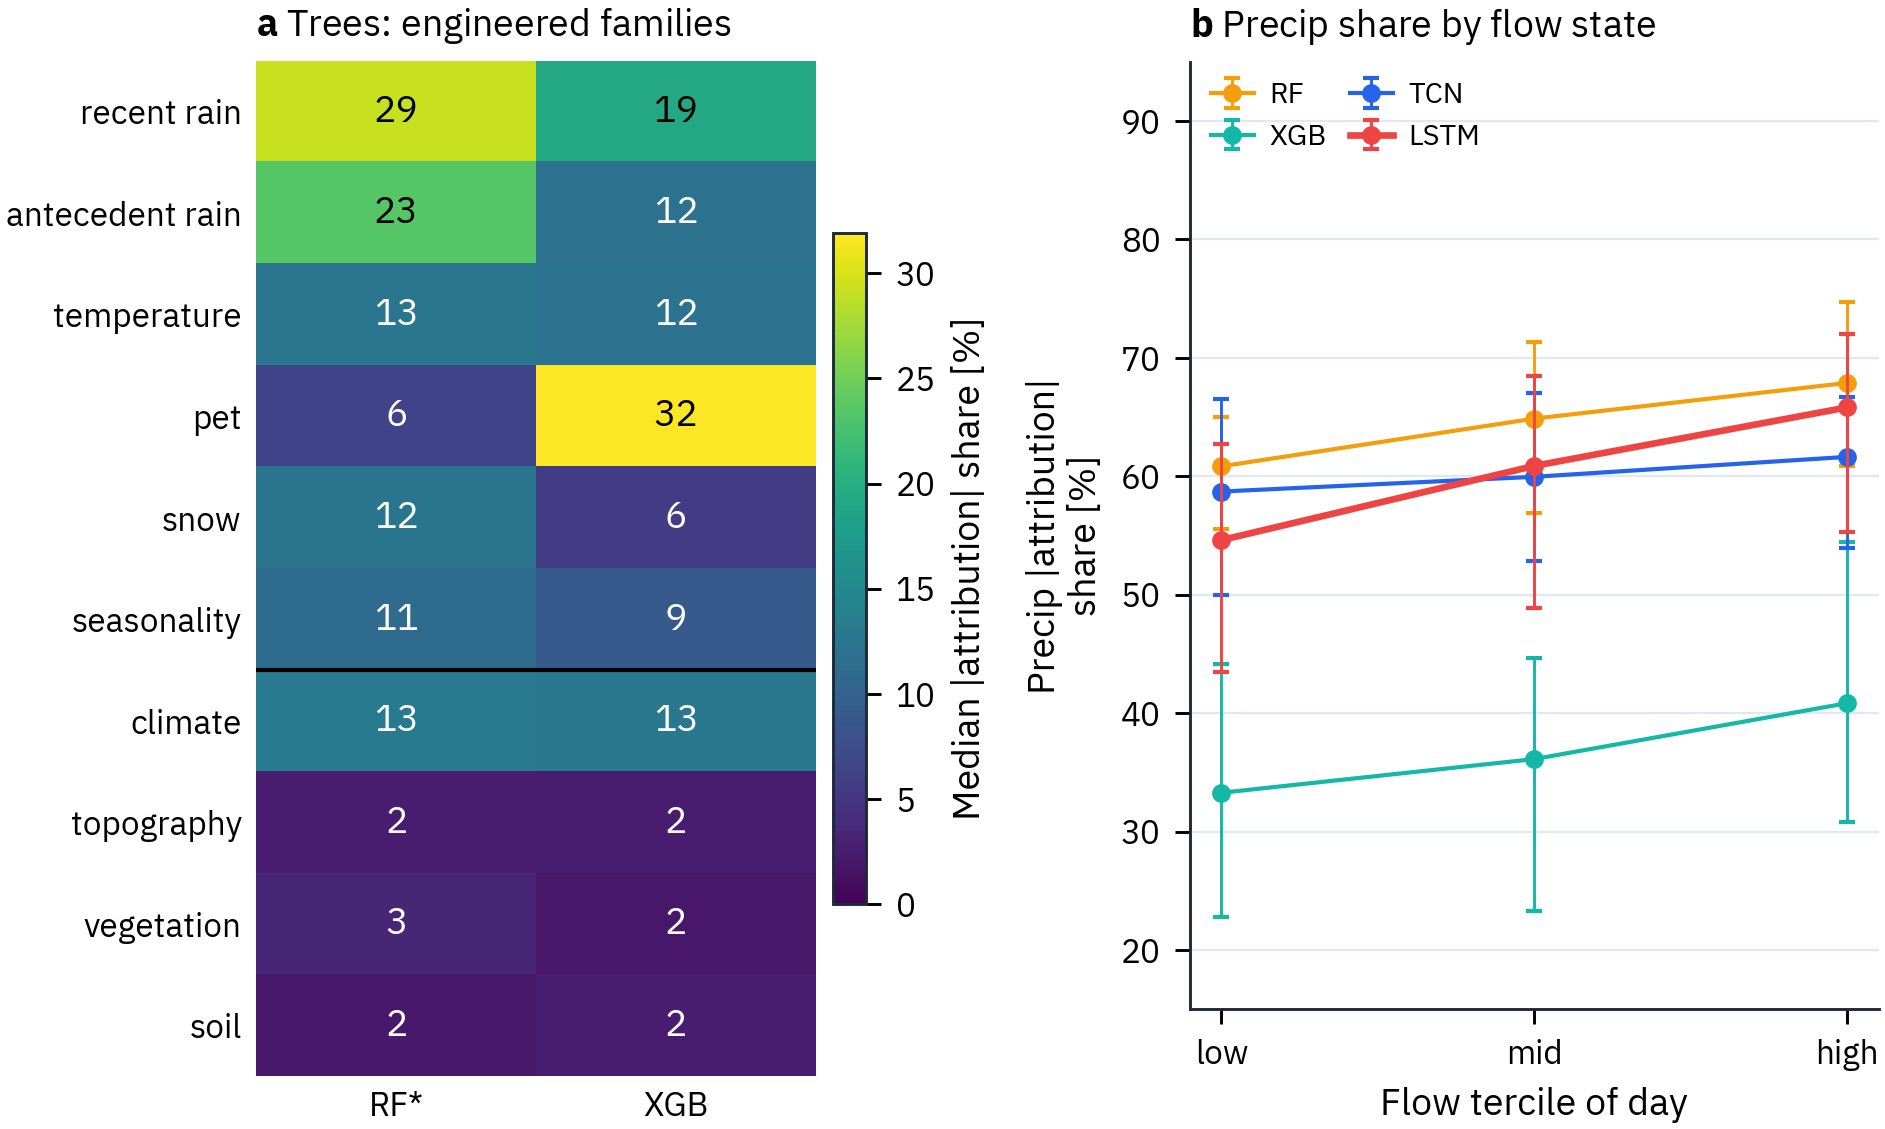 a Trees: engineered families
recent rain 29 19
antecedent rain 23 12
temperature 13 12
pet 6 32
snow 12 6
seasonality 11 9
climate 13 13
topography 2 2
vegetation 3 2
soil 2 2
RF* XGB
30
25
20
15
10
5
0
Median |attribution| share [%]
b Precip share by flow state
RF TCN
XGB LSTM
90
80
70
60
50
40
30
20
Precip |attribution|
share [%]
low mid high
Flow tercile of day